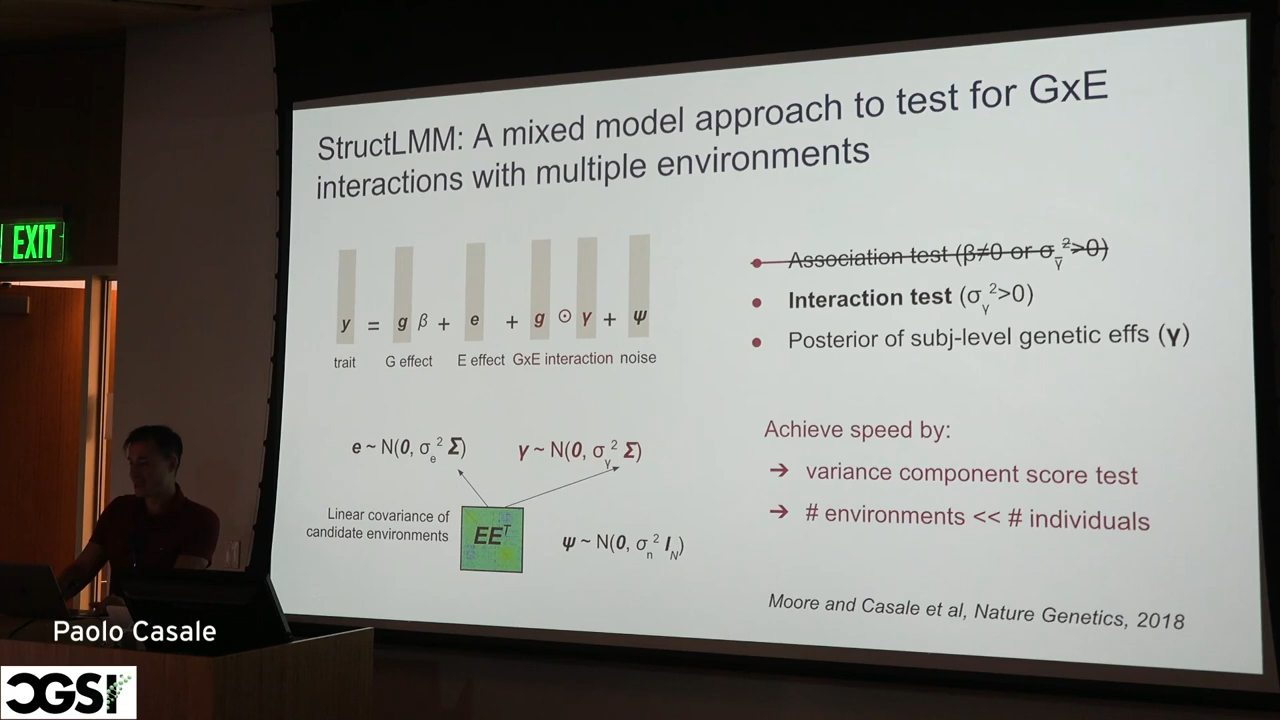 StructLMM: A mixed model approach to test for GxE
interactions with multiple environments
EXIT
y = g β + e + g ⊙ γ + ψ
trait G effect E effect GxE interaction noise
Association test (β≠0 or σγ²>0)
Interaction test (σγ²>0)
Posterior of subj-level genetic effs (γ)
e ~ N(0, σe² Σ) γ ~ N(0, σγ² Σ)
Linear covariance of
candidate environments
EEᵀ
ψ ~ N(0, σn² IN)
Achieve speed by:
➔ variance component score test
➔ # environments << # individuals
Moore and Casale et al, Nature Genetics, 2018
Paolo Casale
CGSI